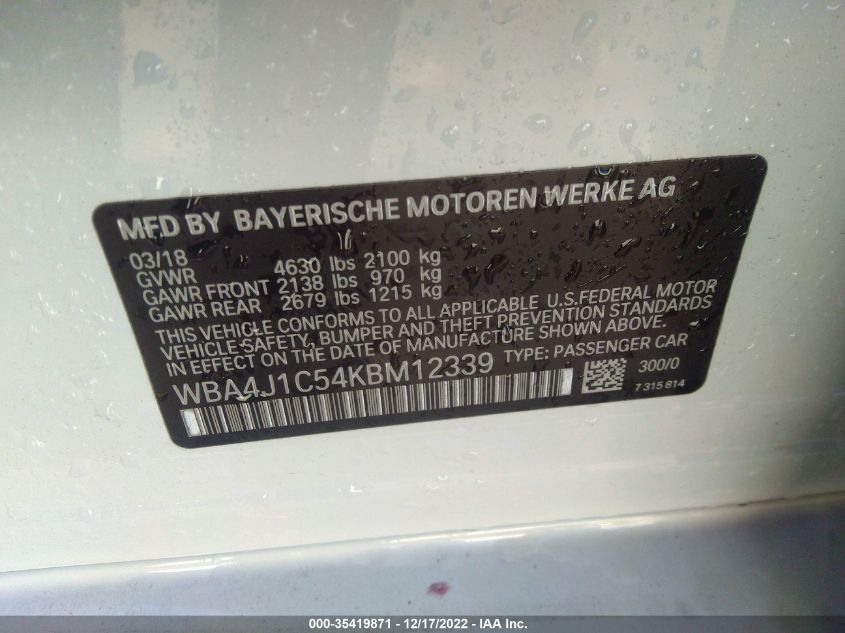 MFD BY BAYERISCHE MOTOREN WERKE AG
03/18
GVWR 4630 lbs 2100 kg
GAWR FRONT 2138 lbs 970 kg
GAWR REAR 2679 lbs 1215 kg
THIS VEHICLE CONFORMS TO ALL APPLICABLE U.S.FEDERAL MOTOR
VEHICLE SAFETY, BUMPER AND THEFT PREVENTION STANDARDS
IN EFFECT ON THE DATE OF MANUFACTURE SHOWN ABOVE.
WBA4J1C54KBM12339 TYPE: PASSENGER CAR
300/0
7 315 814
000-35419871 - 12/17/2022 - IAA Inc.